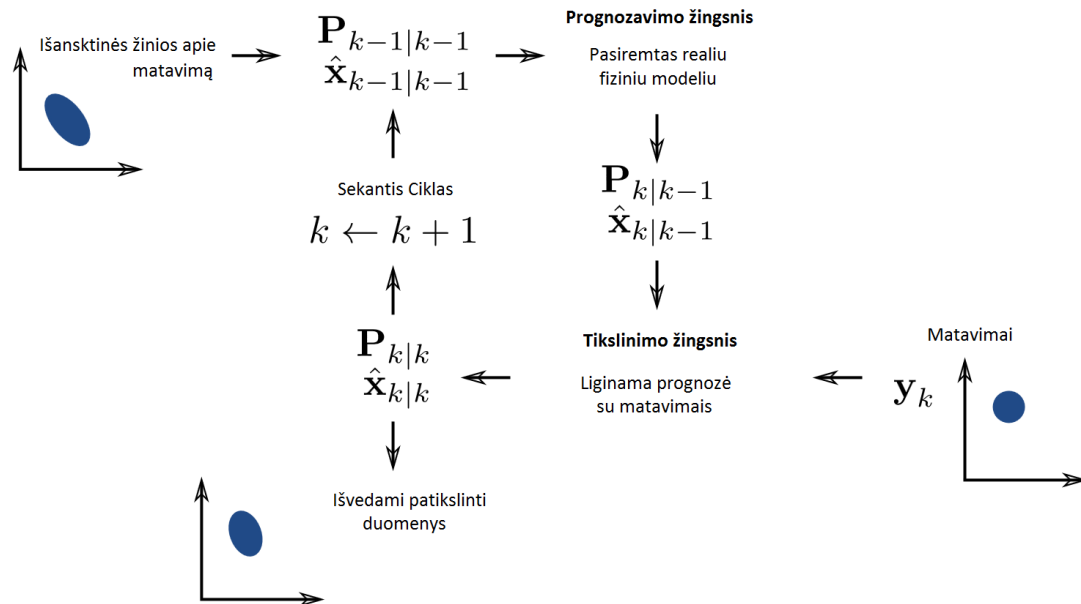 Išansktinės žinios apie
matavimą
P_{k−1|k−1}
x̂_{k−1|k−1}
Prognozavimo žingsnis
Pasiremtas realiu
fiziniu modeliu
P_{k|k−1}
x̂_{k|k−1}
Sekantis Ciklas
k ← k + 1
Tikslinimo žingsnis
Liginama prognozė
su matavimais
Matavimai
y_k
P_{k|k}
x̂_{k|k}
Išvedami patikslinti
duomenys